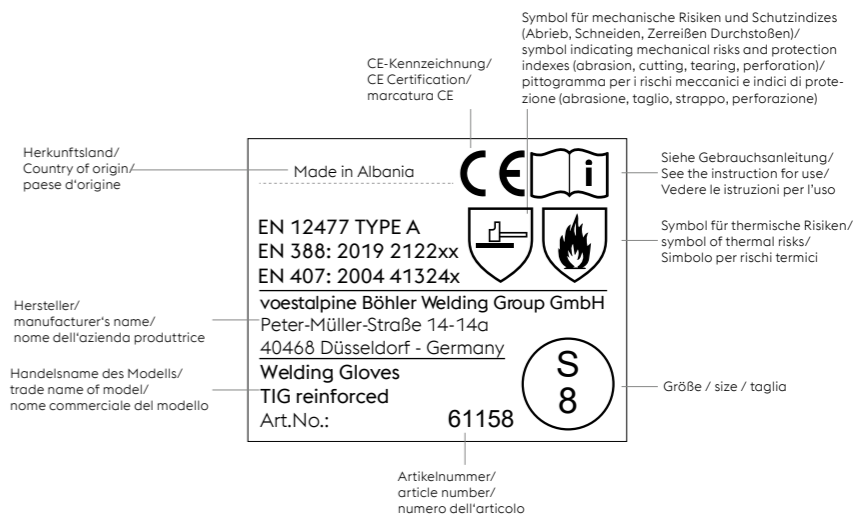 Symbol für mechanische Risiken und Schutzindizes
(Abrieb, Schneiden, Zerreißen Durchstoßen)/
symbol indicating mechanical risks and protection
indexes (abrasion, cutting, tearing, perforation)/
pittogramma per i rischi meccanici e indici di prote-
zione (abrasione, taglio, strappo, perforazione)
CE-Kennzeichnung/
CE Certification/
marcatura CE
Herkunftsland/
Country of origin/
paese d'origine
Made in Albania
CE
i
Siehe Gebrauchsanleitung/
See the instruction for use/
Vedere le istruzioni per l'uso
EN 12477 TYPE A
EN 388: 2019 2122xx
EN 407: 2004 41324x
Symbol für thermische Risiken/
symbol of thermal risks/
Simbolo per rischi termici
Hersteller/
manufacturer's name/
nome dell'azienda produttrice
voestalpine Böhler Welding Group GmbH
Peter-Müller-Straße 14-14a
40468 Düsseldorf - Germany
Handelsname des Modells/
trade name of model/
nome commerciale del modello
Welding Gloves
TIG reinforced
Art.No.: 61158
S
8
Größe / size / taglia
Artikelnummer/
article number/
numero dell'articolo